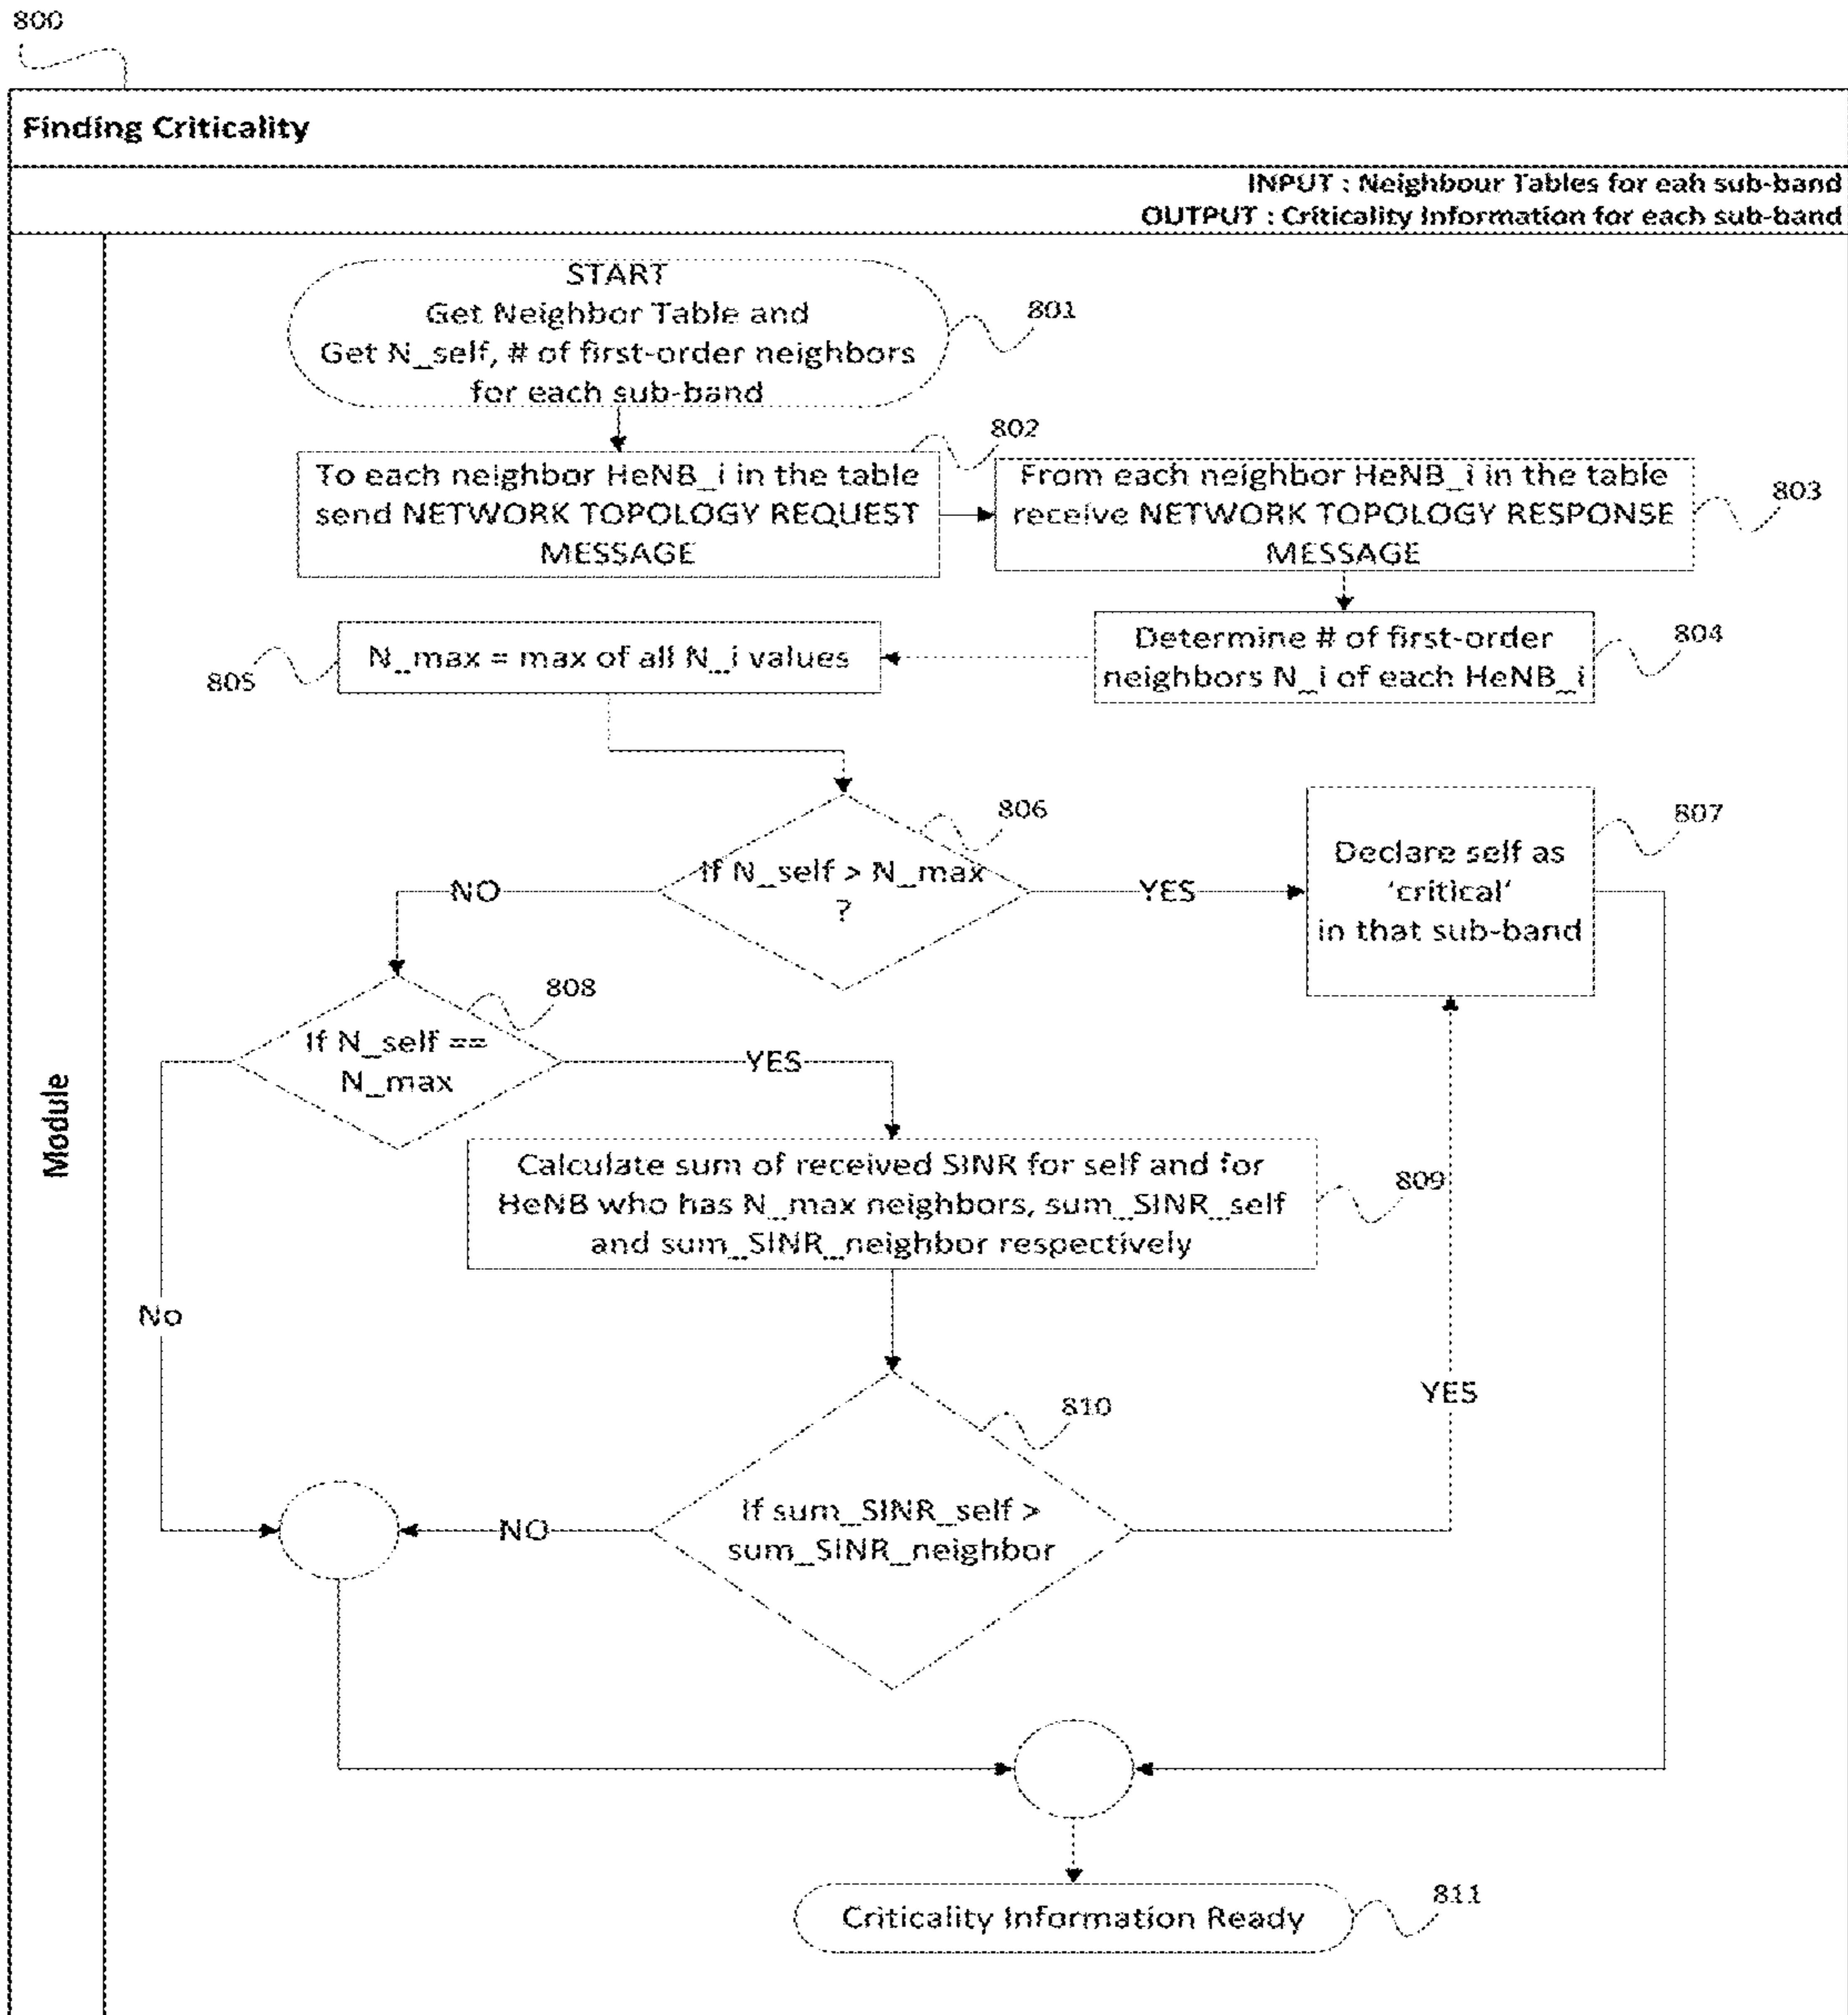 800
Finding Criticality
INPUT : Neighbour Tables for eah sub-band
OUTPUT : Criticality Information for each sub-band
Module
START
Get Neighbor Table and
Get N_self, # of first-order neighbors
for each sub-band
801
To each neighbor HeNB_i in the table
send NETWORK TOPOLOGY REQUEST
MESSAGE
802
From each neighbor HeNB_i in the table
receive NETWORK TOPOLOGY RESPONSE
MESSAGE
803
Determine # of first-order
neighbors N_i of each HeNB_i
804
N_max = max of all N_i values
805
If N_self > N_max
?
806
NO
YES
Declare self as
‘critical‘
in that sub-band
807
If N_self ==
N_max
808
YES
No
Calculate sum of received SINR for self and for
HeNB who has N_max neighbors, sum_SINR_self
and sum_SINR_neighbor respectively
809
If sum_SINR_self >
sum_SINR_neighbor
810
NO
YES
Criticality Information Ready
811